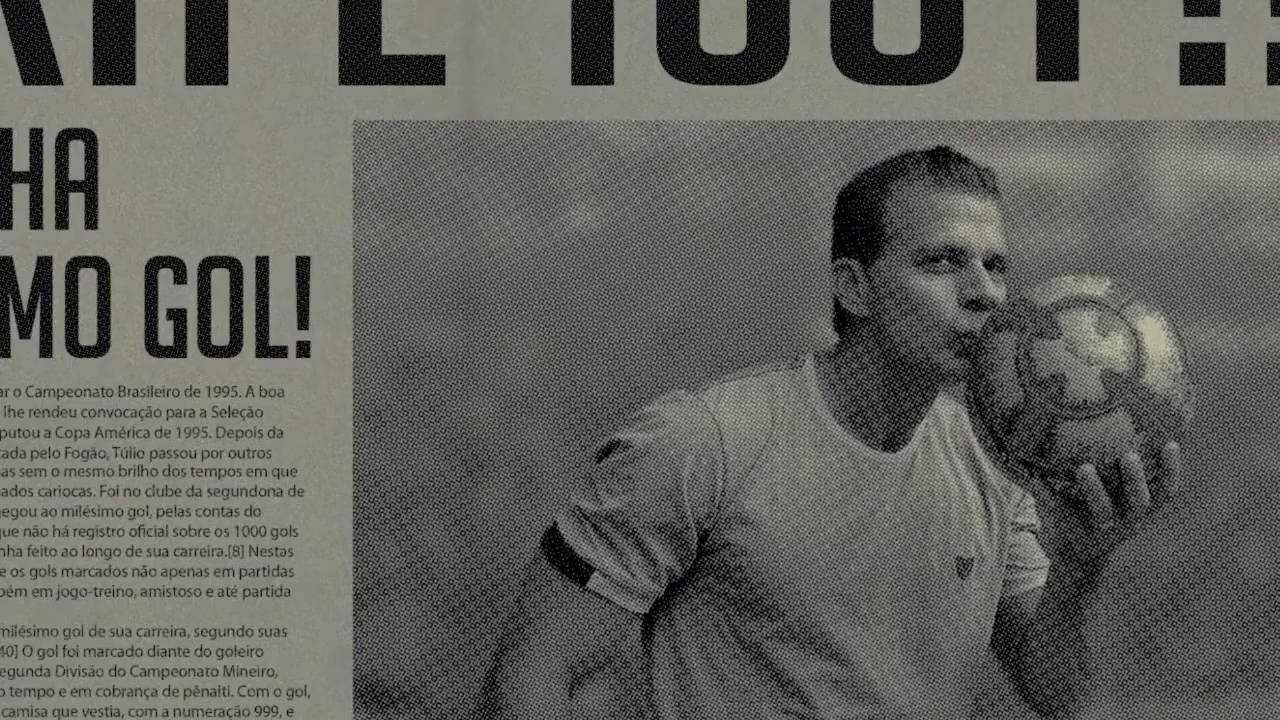 1001!!
HA
MO GOL!
ar o Campeonato Brasileiro de 1995. A boa
lhe rendeu convocação para a Seleção
putou a Copa América de 1995. Depois da
tada pelo Fogão, Túlio passou por outros
as sem o mesmo brilho dos tempos em que
ados cariocas. Foi no clube da segundona de
hegou ao milésimo gol, pelas contas do
que não há registro oficial sobre os 1000 gols
nha feito ao longo de sua carreira.[8] Nestas
e os gols marcados não apenas em partidas
bém em jogo-treino, amistoso e até partida
milésimo gol de sua carreira, segundo suas
40] O gol foi marcado diante do goleiro
egunda Divisão do Campeonato Mineiro,
o tempo e em cobrança de pênalti. Com o gol,
camisa que vestia, com a numeração 999, e